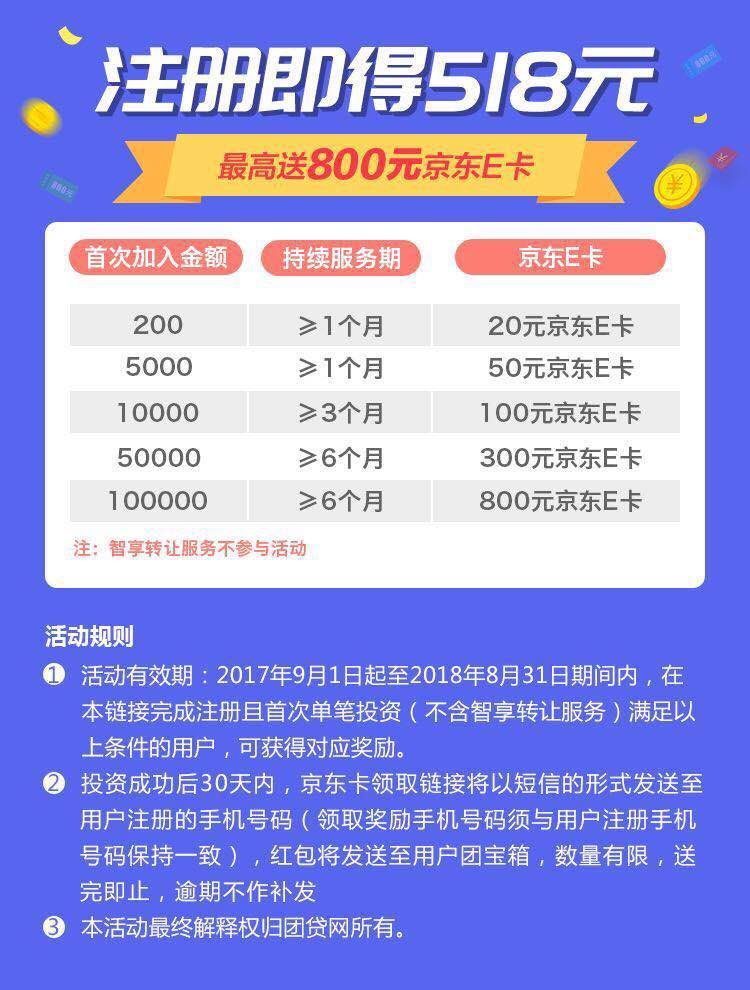 注册即得518元
最高送800元京东E卡
800元
800元
首次加入金额 持续服务期 京东E卡
200 ≥1个月 20元京东E卡
5000 ≥1个月 50元京东E卡
10000 ≥3个月 100元京东E卡
50000 ≥6个月 300元京东E卡
100000 ≥6个月 800元京东E卡
注：智享转让服务不参与活动
活动规则
① 活动有效期：2017年9月1日起至2018年8月31日期间内，在
本链接完成注册且首次单笔投资（不含智享转让服务）满足以
上条件的用户，可获得对应奖励。
② 投资成功后30天内，京东卡领取链接将以短信的形式发送至
用户注册的手机号码（领取奖励手机号码须与用户注册手机
号码保持一致），红包将发送至用户团宝箱，数量有限，送
完即止，逾期不作补发
③ 本活动最终解释权归团贷网所有。